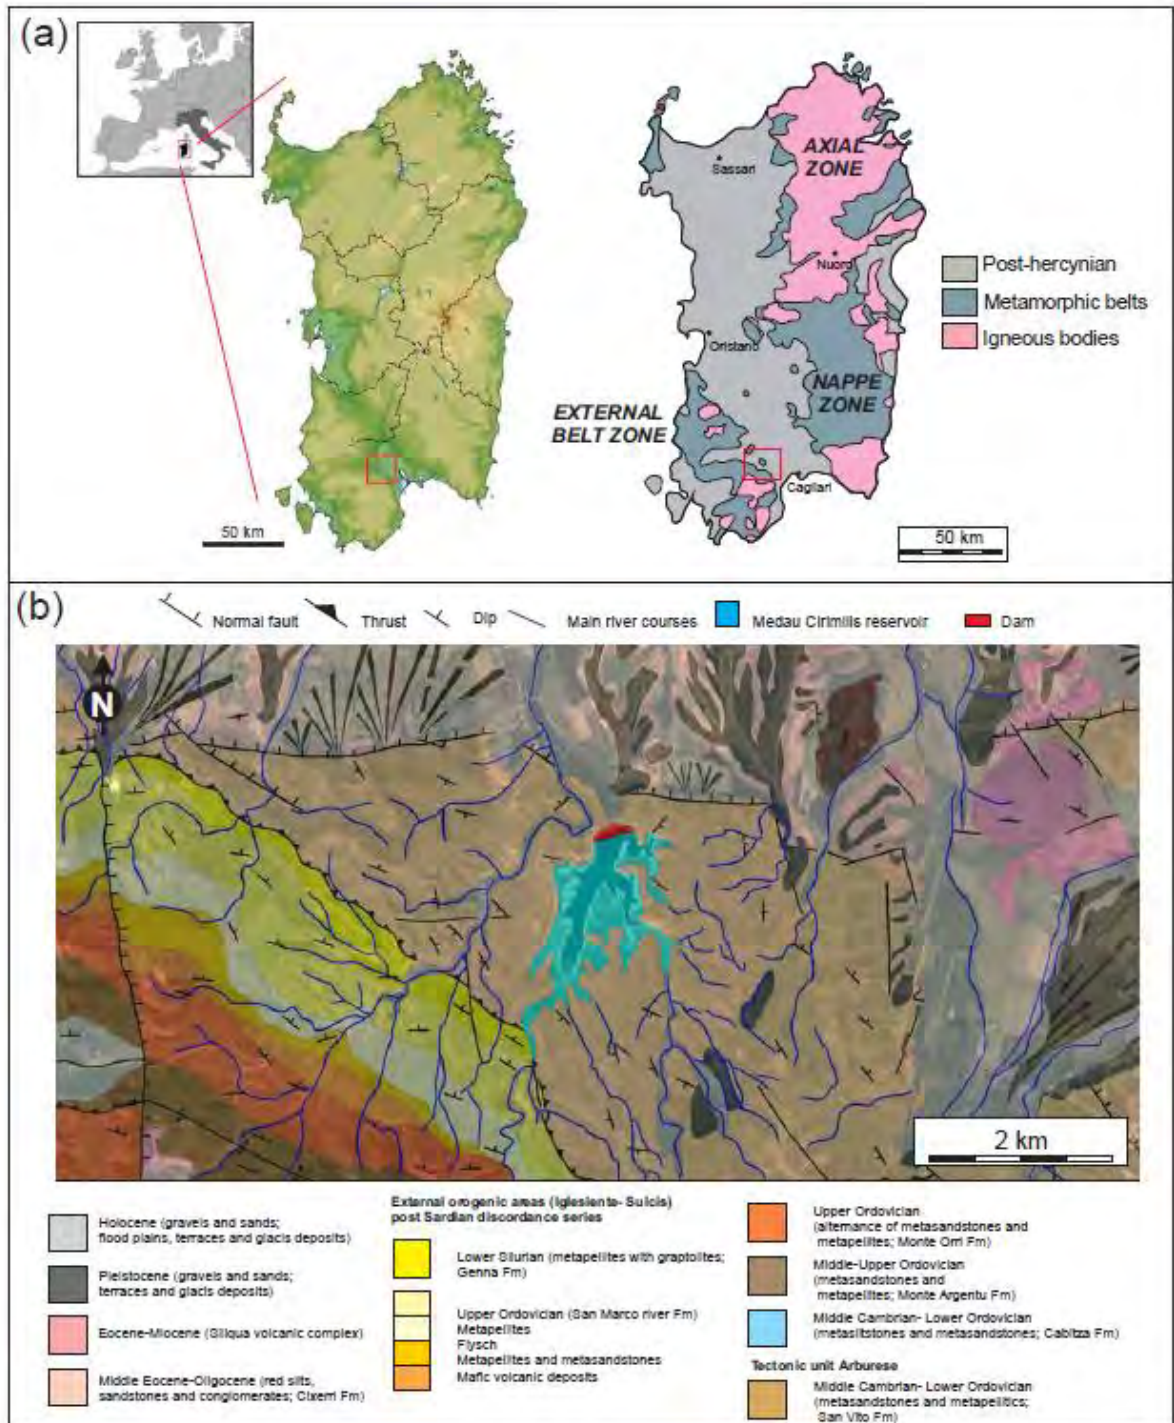 (a)
AXIAL
ZONE
Sassari
Nuoro
Post-hercynian
Metamorphic belts
Igneous bodies
Oristano
NAPPE
ZONE
EXTERNAL
BELT ZONE
Cagliari
50 km
50 km
(b)
Normal fault
Thrust
Dip
Main river courses
Medau Cirimilis reservoir
Dam
N
2 km
Holocene (gravels and sands;
flood plains, terraces and glacis deposits)
Pleistocene (gravels and sands;
terraces and glacis deposits)
Eocene-Miocene (Siliqua volcanic complex)
Middle Eocene-Oligocene (red silts,
sandstones and conglomerates; Cixerri Fm)
External orogenic areas (Iglesiente- Sulcis)
post Sardian discordance series
Lower Silurian (metapelites with graptolites;
Genna Fm)
Upper Ordovician (San Marco river Fm)
Metapelites
Flysch
Metapelites and metasandstones
Mafic volcanic deposits
Upper Ordovician
(alternance of metasandstones and
metapelites; Monte Orri Fm)
Middle-Upper Ordovician
(metasandstones and
metapelites; Monte Argentu Fm)
Middle Cambrian- Lower Ordovician
(metasiltstones and metasandstones; Cabitza Fm)
Tectonic unit Arburese
Middle Cambrian- Lower Ordovician
(metasandstones and metapelitics;
San Vito Fm)